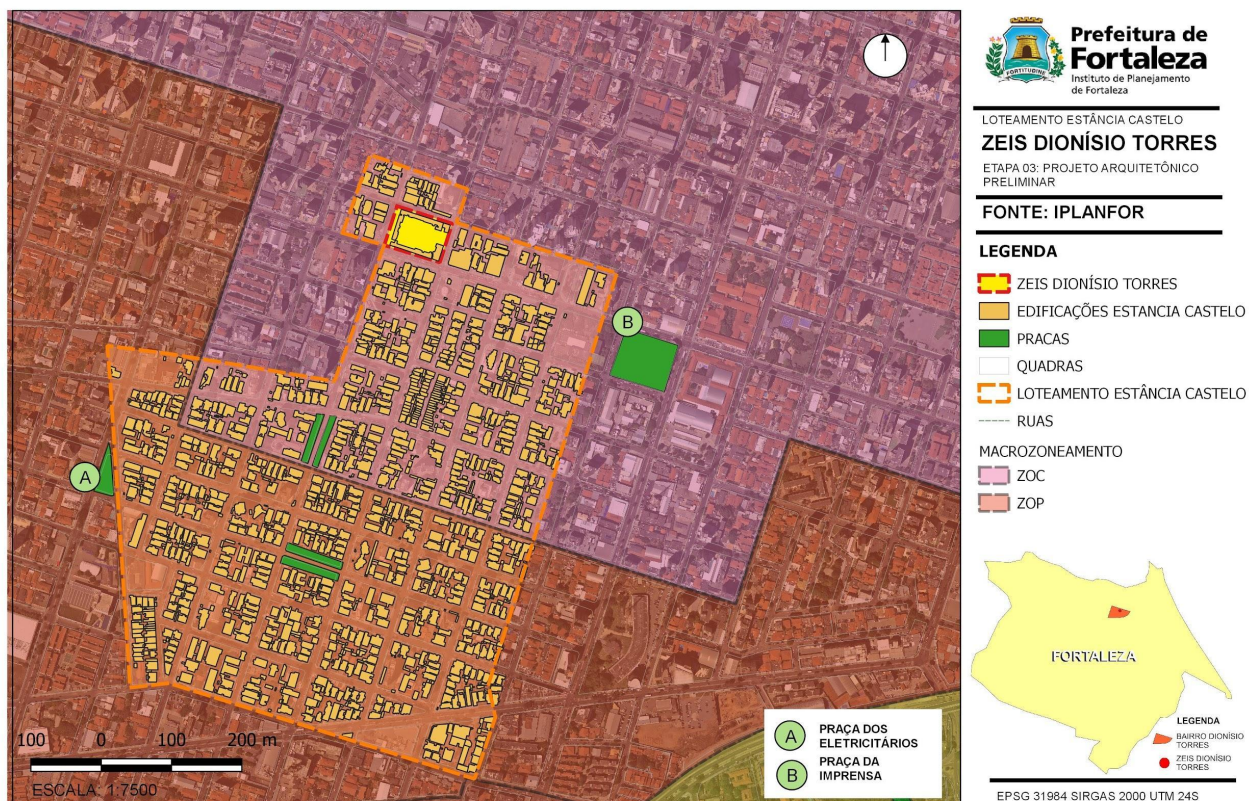 Prefeitura de
Fortaleza
Instituto de Planejamento
de Fortaleza
FORTITUDINE
LOTEAMENTO ESTÂNCIA CASTELO
ZEIS DIONÍSIO TORRES
ETAPA 03: PROJETO ARQUITETÔNICO
PRELIMINAR
FONTE: IPLANFOR
LEGENDA
ZEIS DIONÍSIO TORRES
EDIFICAÇÕES ESTANCIA CASTELO
PRACAS
QUADRAS
LOTEAMENTO ESTÂNCIA CASTELO
RUAS
MACROZONEAMENTO
ZOC
ZOP
FORTALEZA
LEGENDA
BAIRRO DIONÍSIO
TORRES
ZEIS DIONÍSIO
TORRES
EPSG 31984 SIRGAS 2000 UTM 24S
B
A
A
PRAÇA DOS
ELETRICITÁRIOS
B
PRAÇA DA
IMPRENSA
100 0 100 200 m
ESCALA: 1:7500